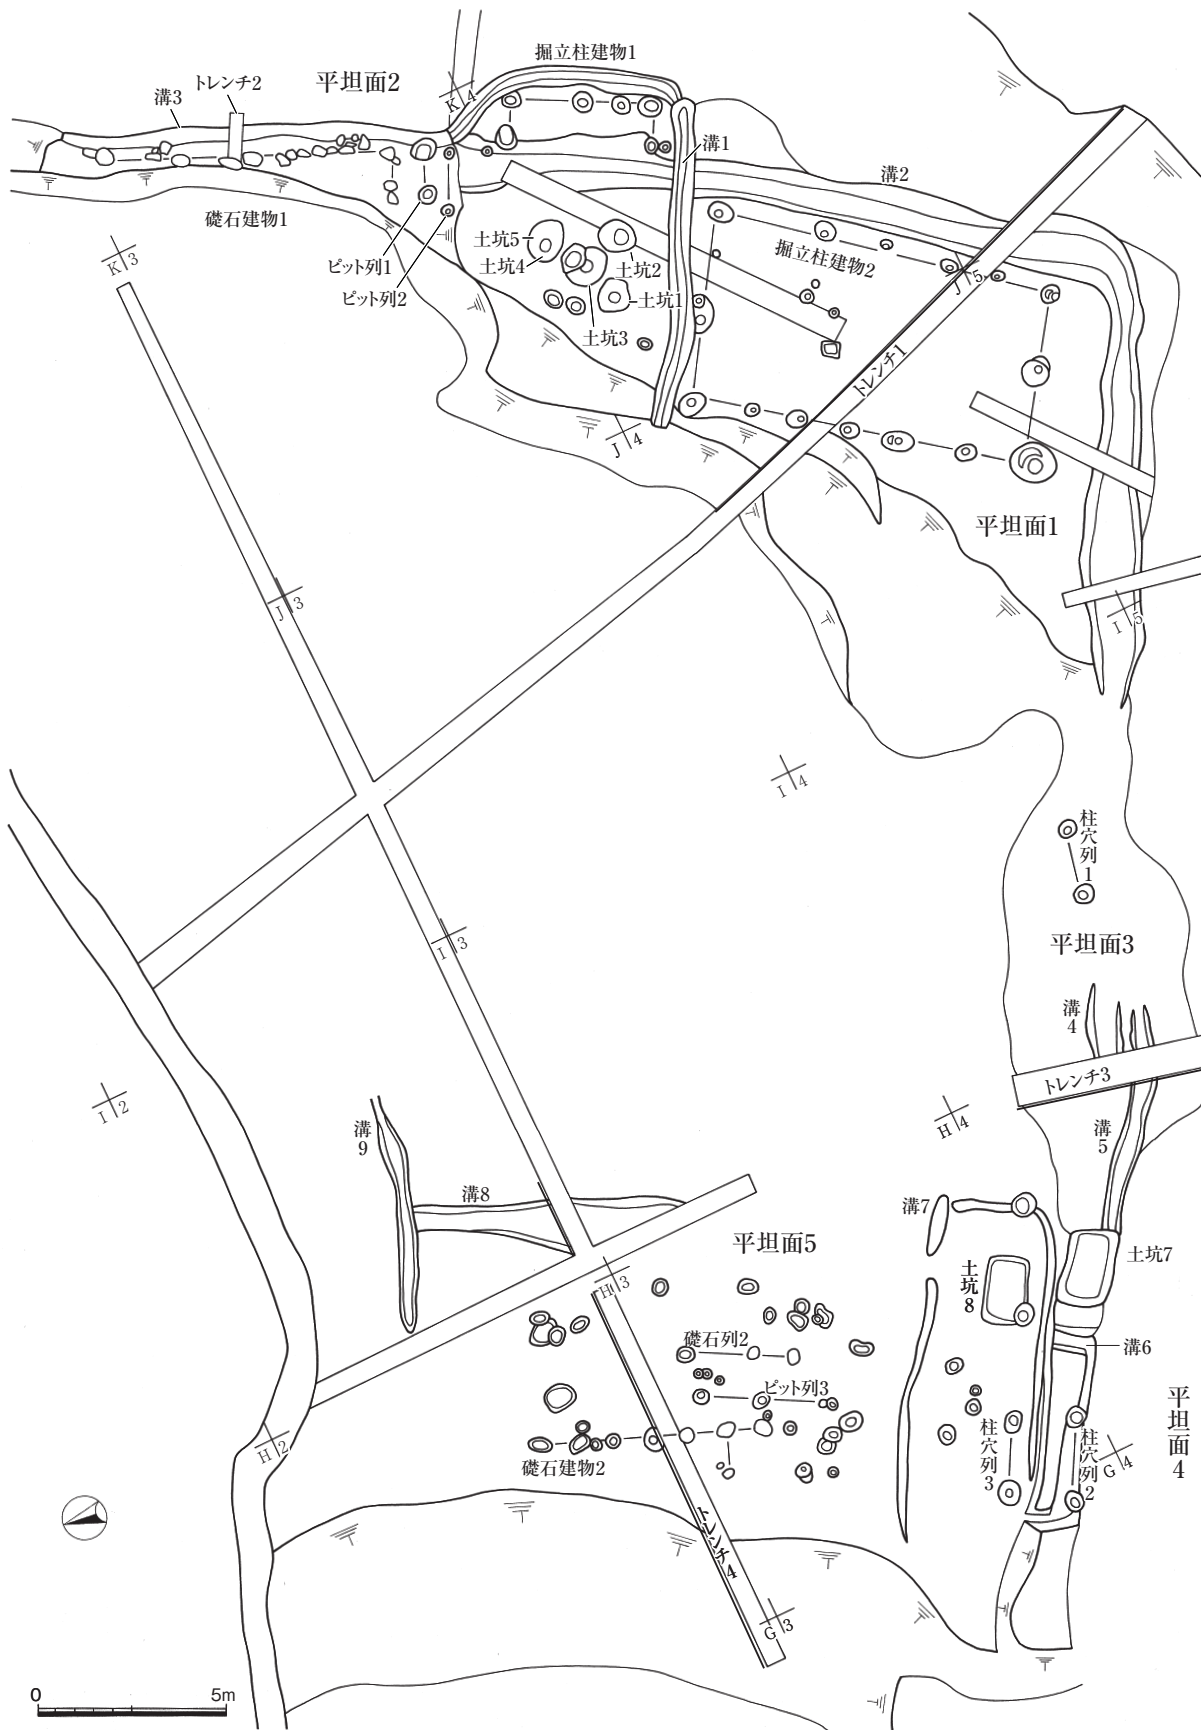 掘立柱建物1
平坦面2
トレンチ2
溝3
K 4
溝1
溝2
礎石建物1
土坑5
土坑4
土坑2
掘立柱建物2
K 3
ピット列1
ピット列2
土坑1
土坑3
J 5
トレンチ1
J 4
平坦面1
J 3
I 5
I 4
柱穴列1
平坦面3
I 3
溝4
トレンチ3
I 2
H 4
溝9
溝5
溝8
溝7
平坦面5
土坑7
土坑8
H 3
礎石列2
溝6
ピット列3
平坦面4
H 2
礎石建物2
柱穴列3
柱穴列2
G 4
トレンチ4
G 3
0 5m